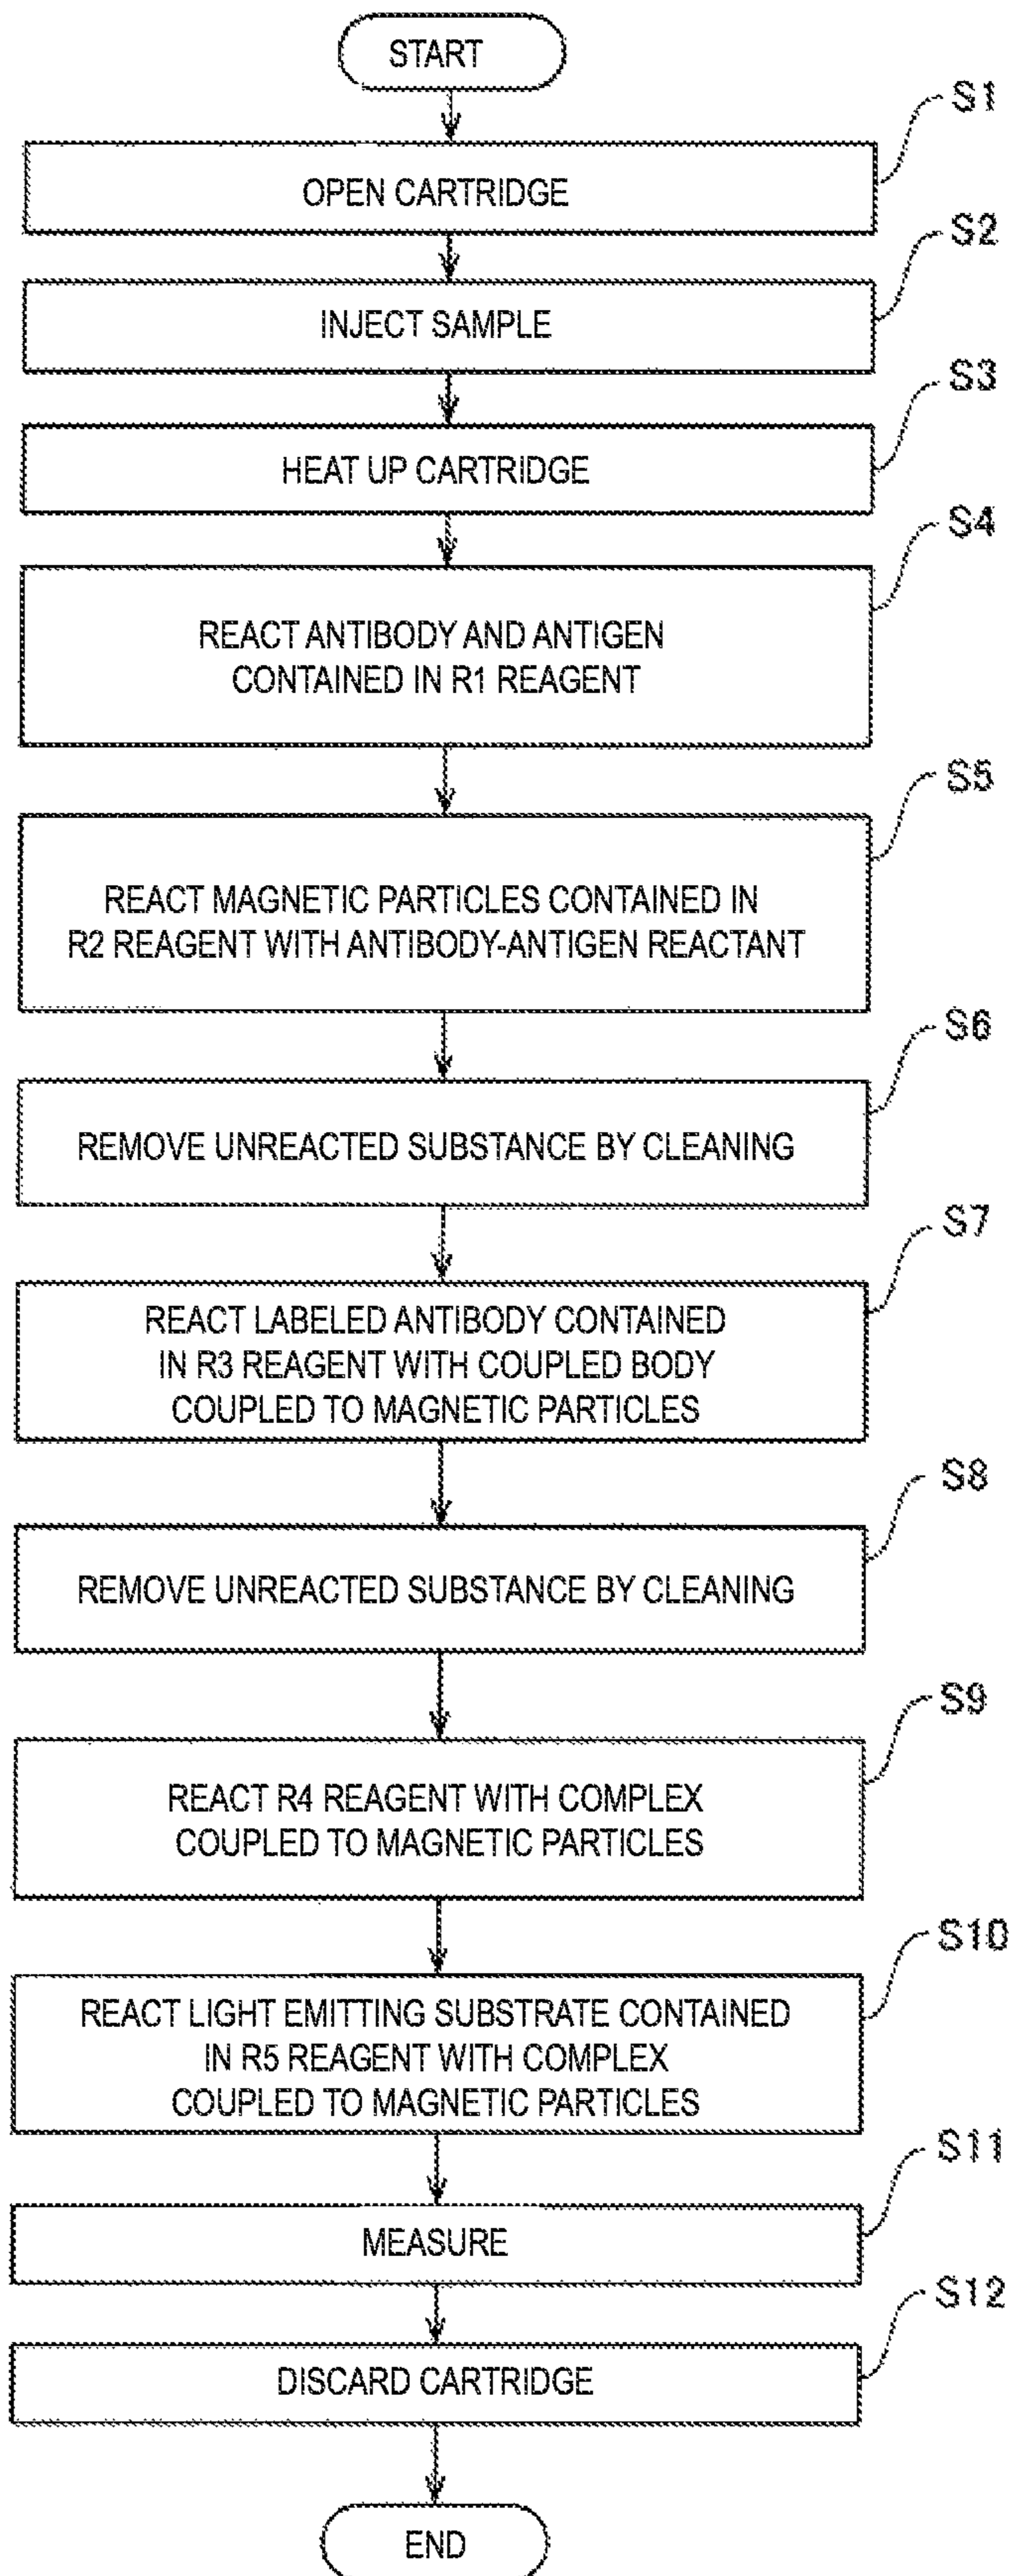 START
S1
OPEN CARTRIDGE
S2
INJECT SAMPLE
S3
HEAT UP CARTRIDGE
S4
REACT ANTIBODY AND ANTIGEN
CONTAINED IN R1 REAGENT
S5
REACT MAGNETIC PARTICLES CONTAINED IN
R2 REAGENT WITH ANTIBODY-ANTIGEN REACTANT
S6
REMOVE UNREACTED SUBSTANCE BY CLEANING
S7
REACT LABELED ANTIBODY CONTAINED
IN R3 REAGENT WITH COUPLED BODY
COUPLED TO MAGNETIC PARTICLES
S8
REMOVE UNREACTED SUBSTANCE BY CLEANING
S9
REACT R4 REAGENT WITH COMPLEX
COUPLED TO MAGNETIC PARTICLES
S10
REACT LIGHT EMITTING SUBSTRATE CONTAINED
IN R5 REAGENT WITH COMPLEX
COUPLED TO MAGNETIC PARTICLES
S11
MEASURE
S12
DISCARD CARTRIDGE
END